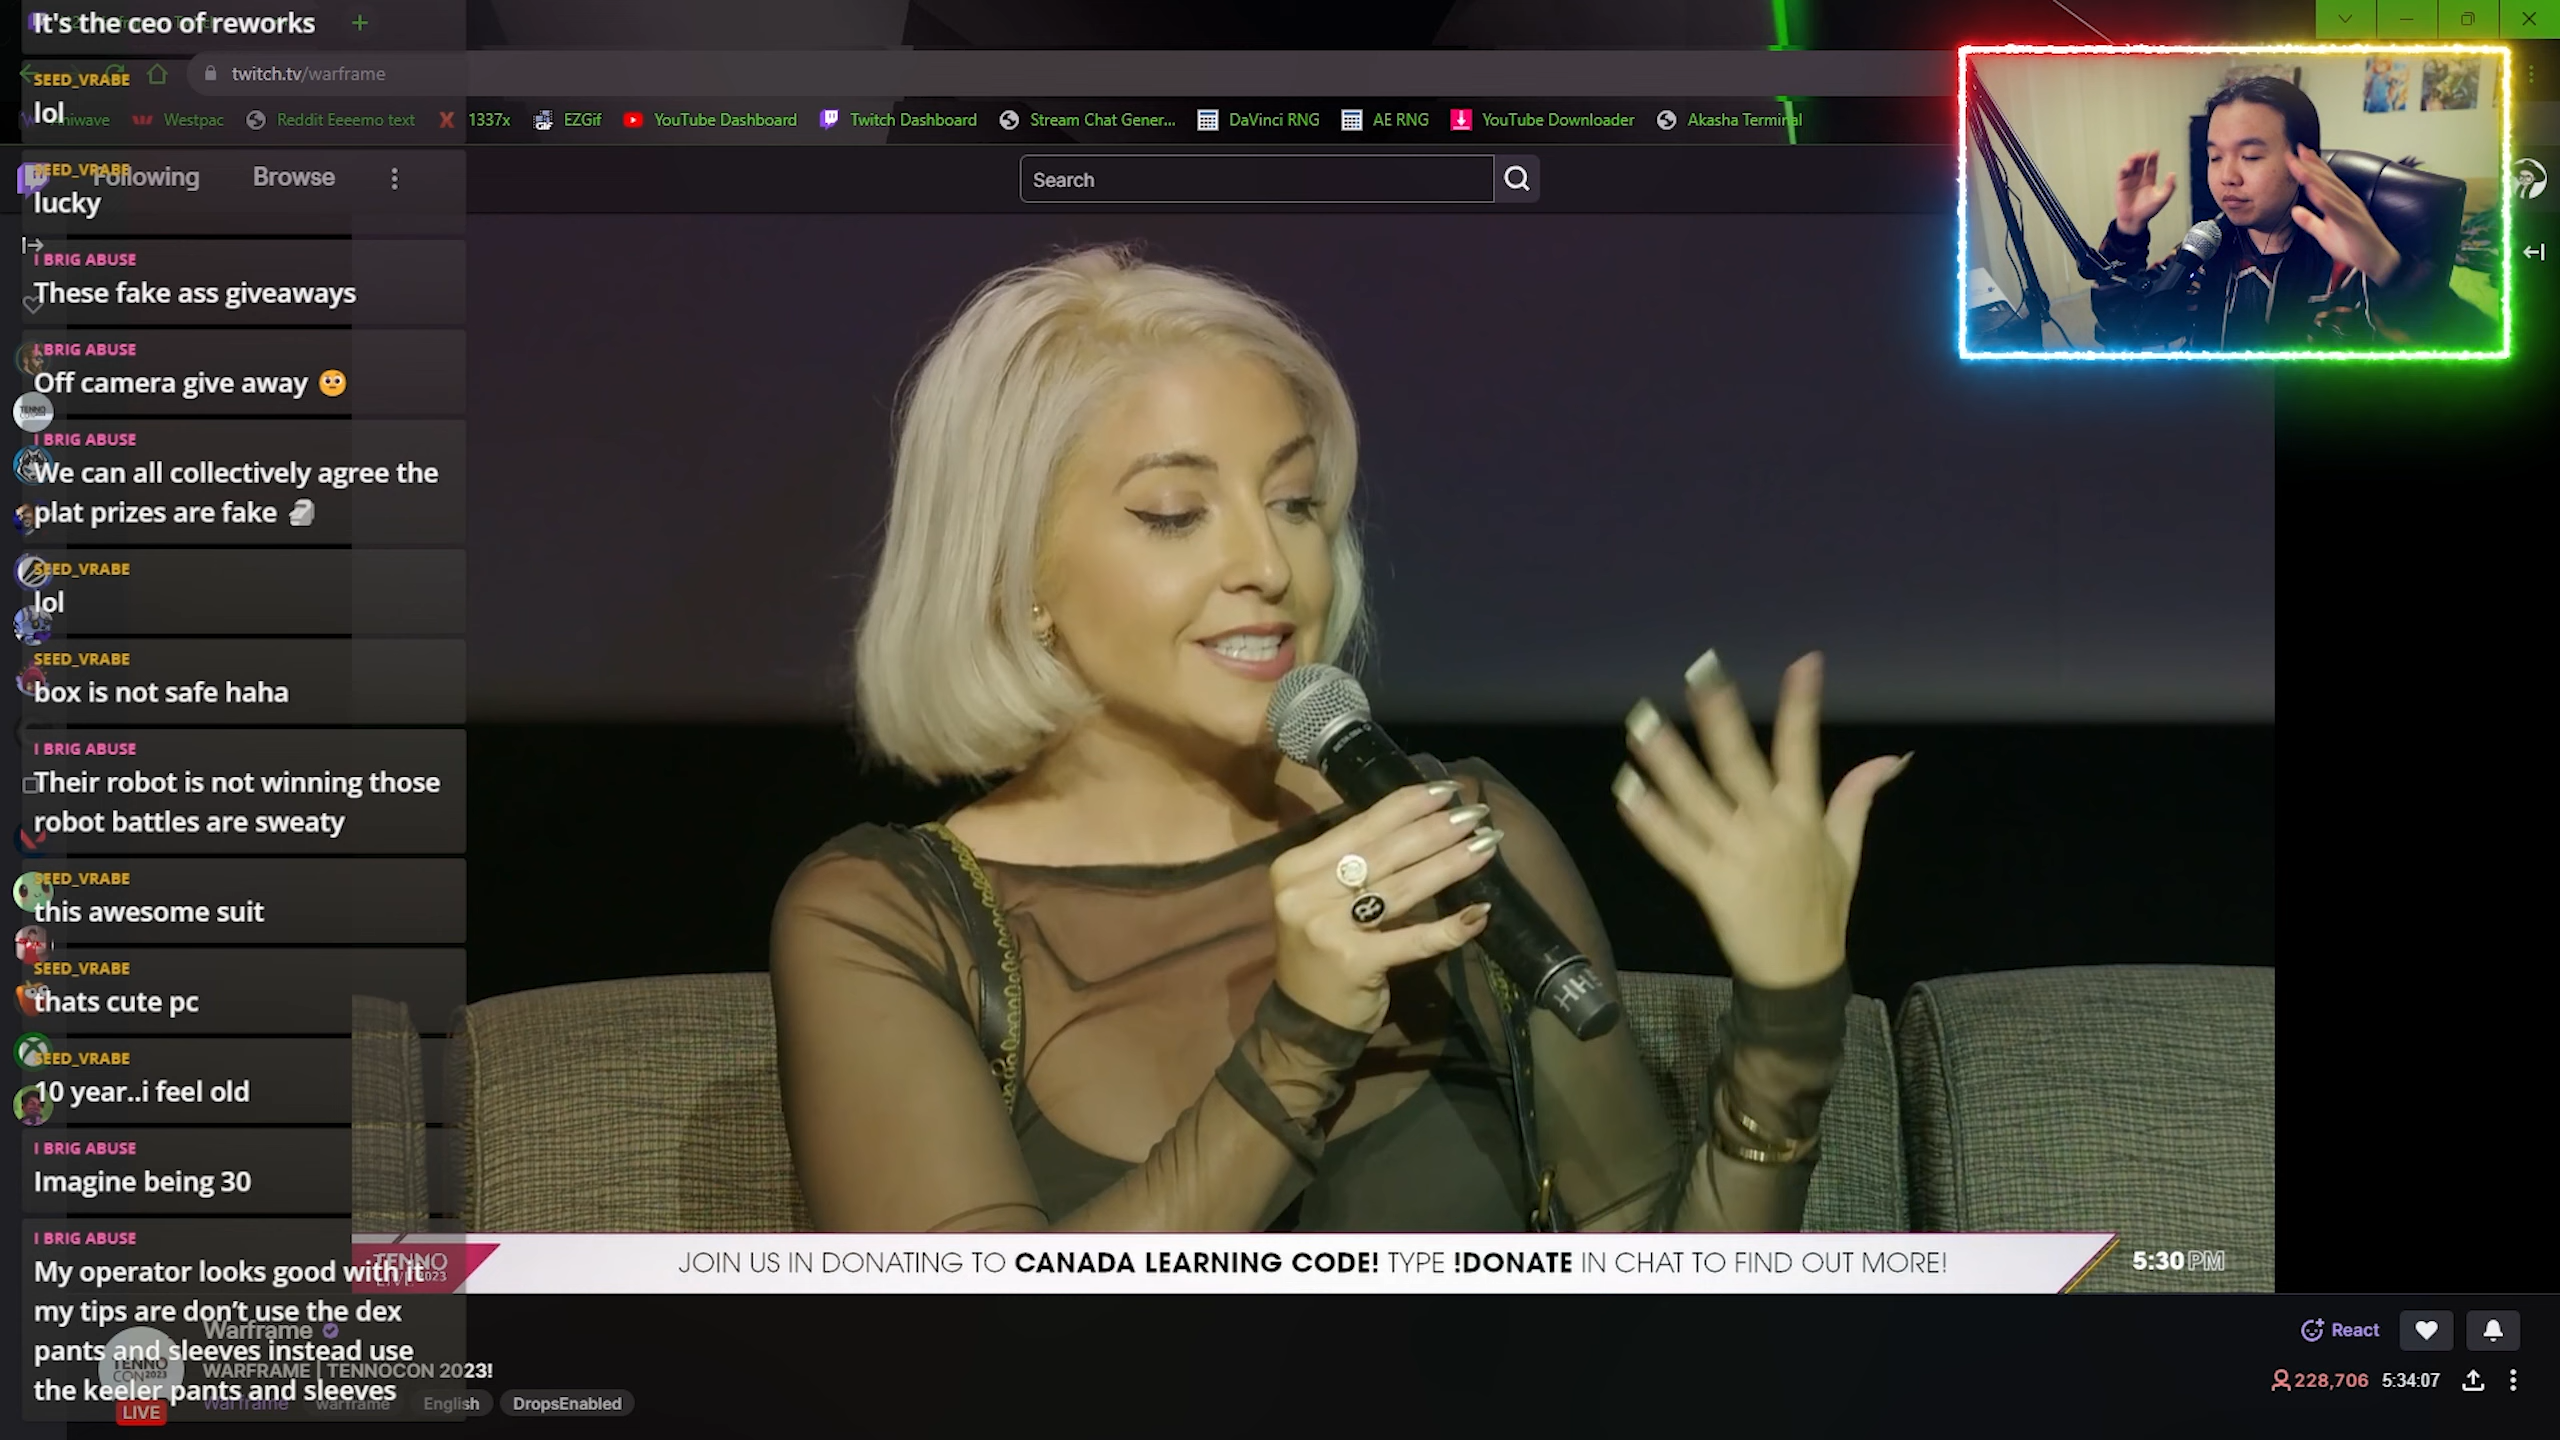 It's the ceo of reworks
twitch.tv/warframe
SEED_VRABE
lol
Westpac
Reddit Eeeemo text
1337x
EZGif
YouTube Dashboard
Twitch Dashboard
Stream Chat Gener...
DaVinci RNG
AE RNG
YouTube Downloader
Akasha Terminal
SEED_VRABE
Following
Browse
Search
lucky
I BRIG ABUSE
These fake ass giveaways
I BRIG ABUSE
Off camera give away
I BRIG ABUSE
We can all collectively agree the
plat prizes are fake
SEED_VRABE
lol
SEED_VRABE
box is not safe haha
I BRIG ABUSE
Their robot is not winning those
robot battles are sweaty
SEED_VRABE
this awesome suit
SEED_VRABE
thats cute pc
SEED_VRABE
10 year..i feel old
I BRIG ABUSE
Imagine being 30
I BRIG ABUSE
My operator looks good with it
my tips are don't use the dex
pants and sleeves instead use
the keeler pants and sleeves
TENNO
LIVE 2023
JOIN US IN DONATING TO CANADA LEARNING CODE! TYPE !DONATE IN CHAT TO FIND OUT MORE!
5:30 PM
Warframe
TENNO
CON2023
WARFRAME | TENNOCON 2023!
Warframe
warframe
English
DropsEnabled
LIVE
React
228,706
5:34:07